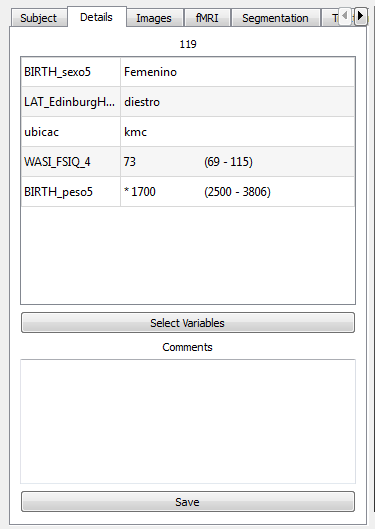 Subject Details Images fMRI Segmentation
119
BIRTH_sexo5 Femenino
LAT_EdinburgH... diestro
ubicac kmc
WASI_FSIQ_4 73 (69 - 115)
BIRTH_peso5 * 1700 (2500 - 3806)
Select Variables
Comments
Save